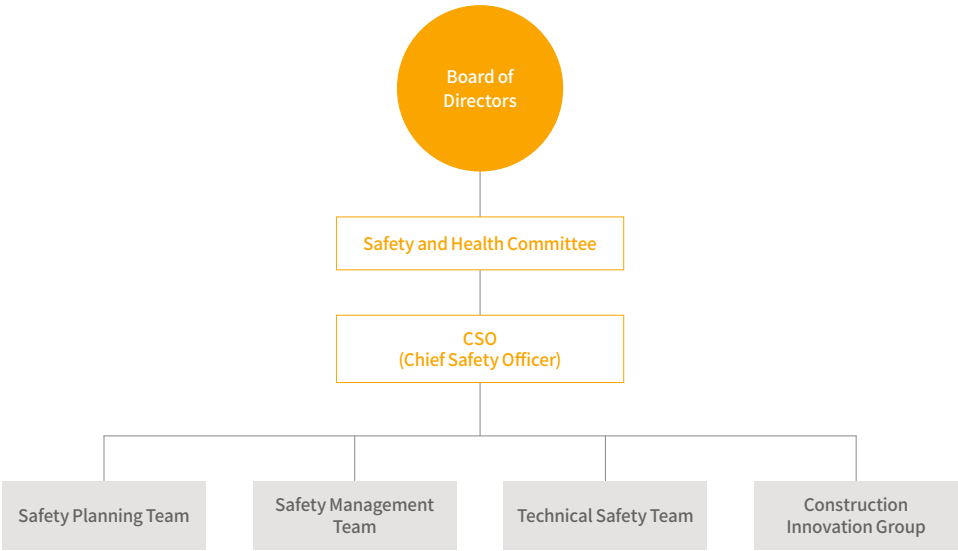 Board of
Directors
Safety and Health Committee
CSO
(Chief Safety Officer)
Safety Planning Team
Safety Management
Team
Technical Safety Team
Construction
Innovation Group